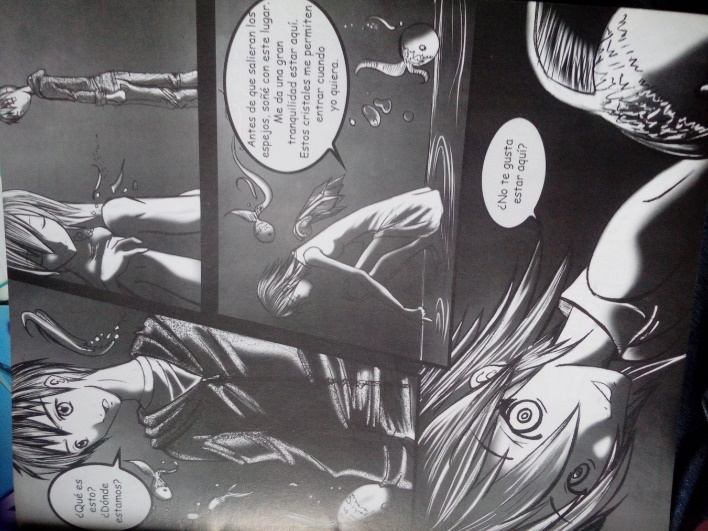 ¿Qué es
esto?
¿Dónde
estamos?
Antes de que salieran los
espejos, soñé con este lugar.
Me da una gran
tranquilidad estar aquí.
Estos cristales me permiten
entrar cuando
yo quiera.
¿No te gusta
estar aquí?